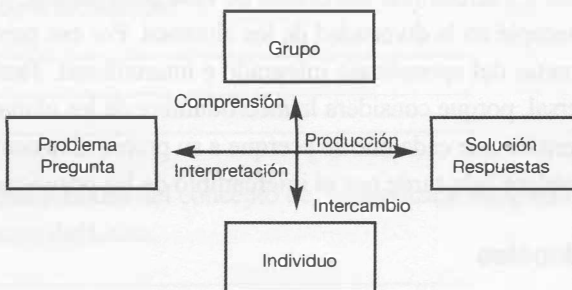 Grupo
Comprensión
Problema
Pregunta
Producción
Solución
Respuestas
Interpretación
Intercambio
Individuo